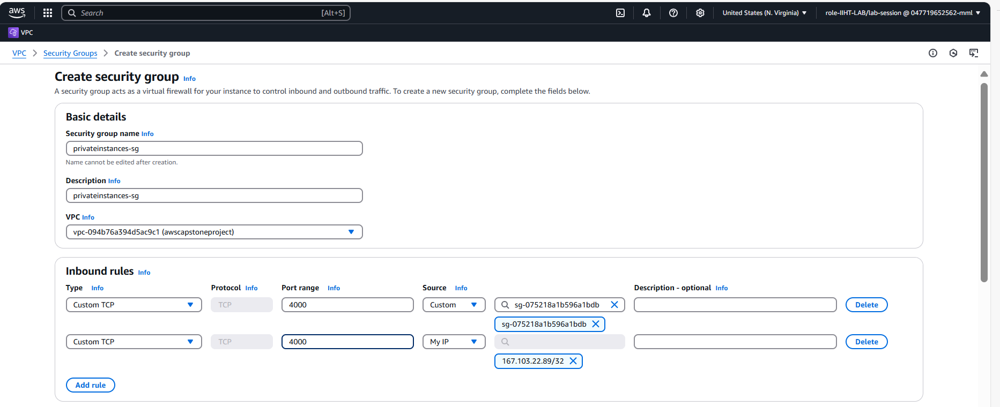 aws
Search [Alt+S] United States (N. Virginia) role-IIHT-LAB/lab-session @ 047719652562-mml
VPC
VPC Security Groups Create security group
Create security group Info
A security group acts as a virtual firewall for your instance to control inbound and outbound traffic. To create a new security group, complete the fields below.
Basic details
Security group name Info
privateinstances-sg
Name cannot be edited after creation.
Description Info
privateinstances-sg
VPC Info
vpc-094b76a394d5ac9c1 (awscapstoneproject)
Inbound rules Info
Type Info Protocol Info Port range Info Source Info Description - optional Info
Custom TCP TCP 4000 Custom sg-075218a1b596a1bdb Delete
sg-075218a1b596a1bdb
Custom TCP TCP 4000 My IP Delete
167.103.22.89/32
Add rule